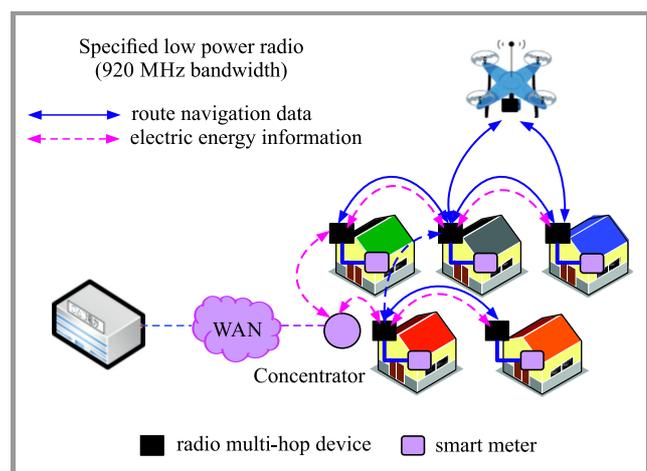 Specified low power radio
(920 MHz bandwidth)
route navigation data
electric energy information
WAN
Concentrator
radio multi-hop device
smart meter